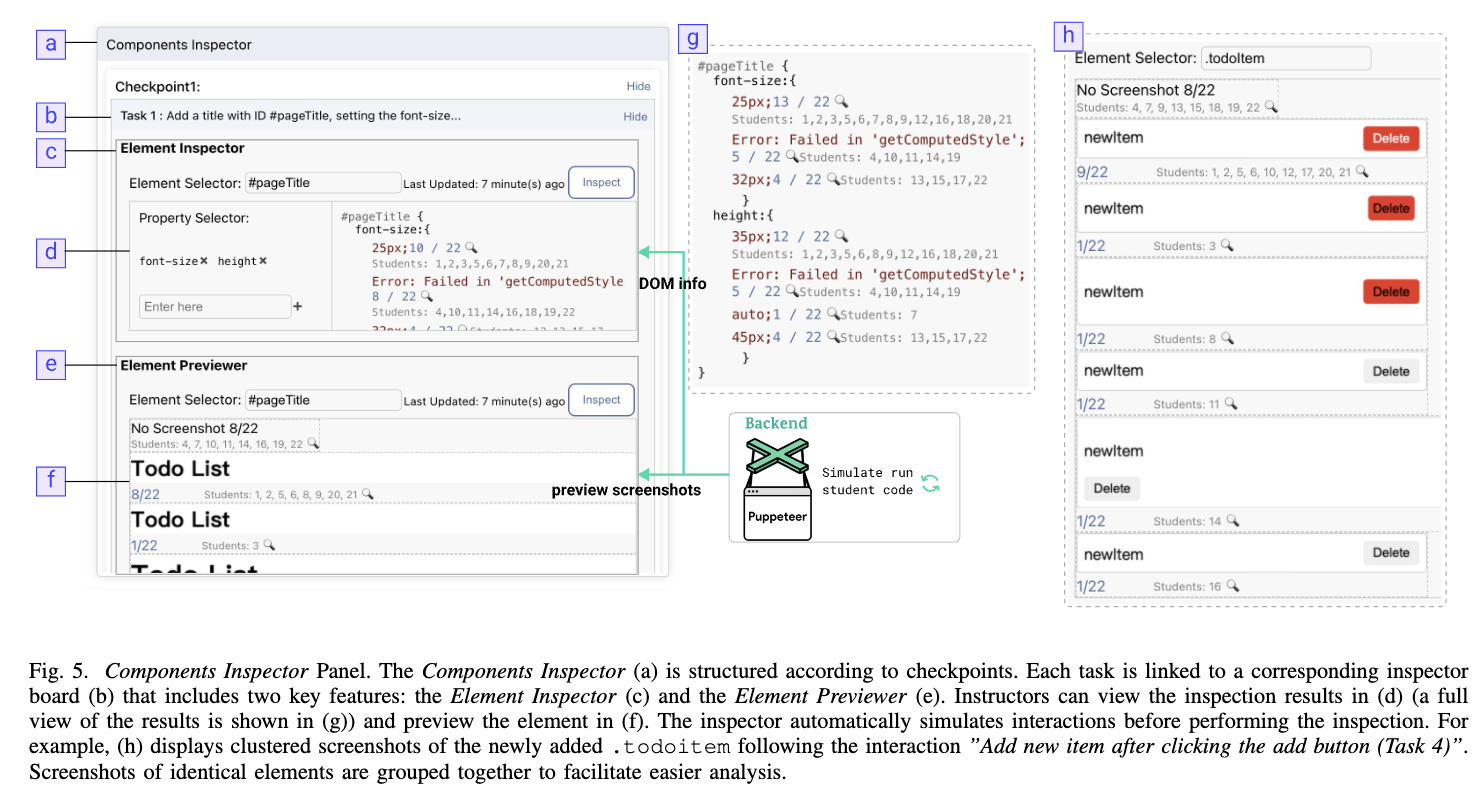 a
Components Inspector
Checkpoint1:
Hide
b
Task 1 : Add a title with ID #pageTitle, setting the font-size...
Hide
c
Element Inspector
Element Selector: #pageTitle
Last Updated: 7 minute(s) ago
Inspect
d
Property Selector:
font-size× height×
Enter here
+
#pageTitle {
font-size:{
25px;10 / 22
Students: 1,2,3,5,6,7,8,9,20,21
Error: Failed in 'getComputedStyle
8 / 22
Students: 4,10,11,14,16,18,19,22
32px;4 / 22 Students: 12,13,15,17
e
Element Previewer
Element Selector: #pageTitle
Last Updated: 7 minute(s) ago
Inspect
f
No Screenshot 8/22
Students: 4, 7, 10, 11, 14, 16, 19, 22
Todo List
8/22 Students: 1, 2, 5, 6, 8, 9, 20, 21
Todo List
1/22 Students: 3
Todo List
DOM info
preview screenshots
g
#pageTitle {
font-size:{
25px;13 / 22
Students: 1,2,3,5,6,7,8,9,12,16,18,20,21
Error: Failed in 'getComputedStyle';
5 / 22 Students: 4,10,11,14,19
32px;4 / 22 Students: 13,15,17,22
}
height:{
35px;12 / 22
Students: 1,2,3,5,6,8,9,12,16,18,20,21
Error: Failed in 'getComputedStyle';
5 / 22 Students: 4,10,11,14,19
auto;1 / 22 Students: 7
45px;4 / 22 Students: 13,15,17,22
}
}
Backend
Puppeteer
Simulate run
student code
h
Element Selector: .todoItem
No Screenshot 8/22
Students: 4, 7, 9, 13, 15, 18, 19, 22
newItem Delete
9/22 Students: 1, 2, 5, 6, 10, 12, 17, 20, 21
newItem Delete
1/22 Students: 3
newItem Delete
1/22 Students: 8
newItem Delete
1/22 Students: 11
newItem
Delete
1/22 Students: 14
newItem Delete
1/22 Students: 16
Fig. 5. Components Inspector Panel. The Components Inspector (a) is structured according to checkpoints. Each task is linked to a corresponding inspector
board (b) that includes two key features: the Element Inspector (c) and the Element Previewer (e). Instructors can view the inspection results in (d) (a full
view of the results is shown in (g)) and preview the element in (f). The inspector automatically simulates interactions before performing the inspection. For
example, (h) displays clustered screenshots of the newly added .todoitem following the interaction ”Add new item after clicking the add button (Task 4)”.
Screenshots of identical elements are grouped together to facilitate easier analysis.